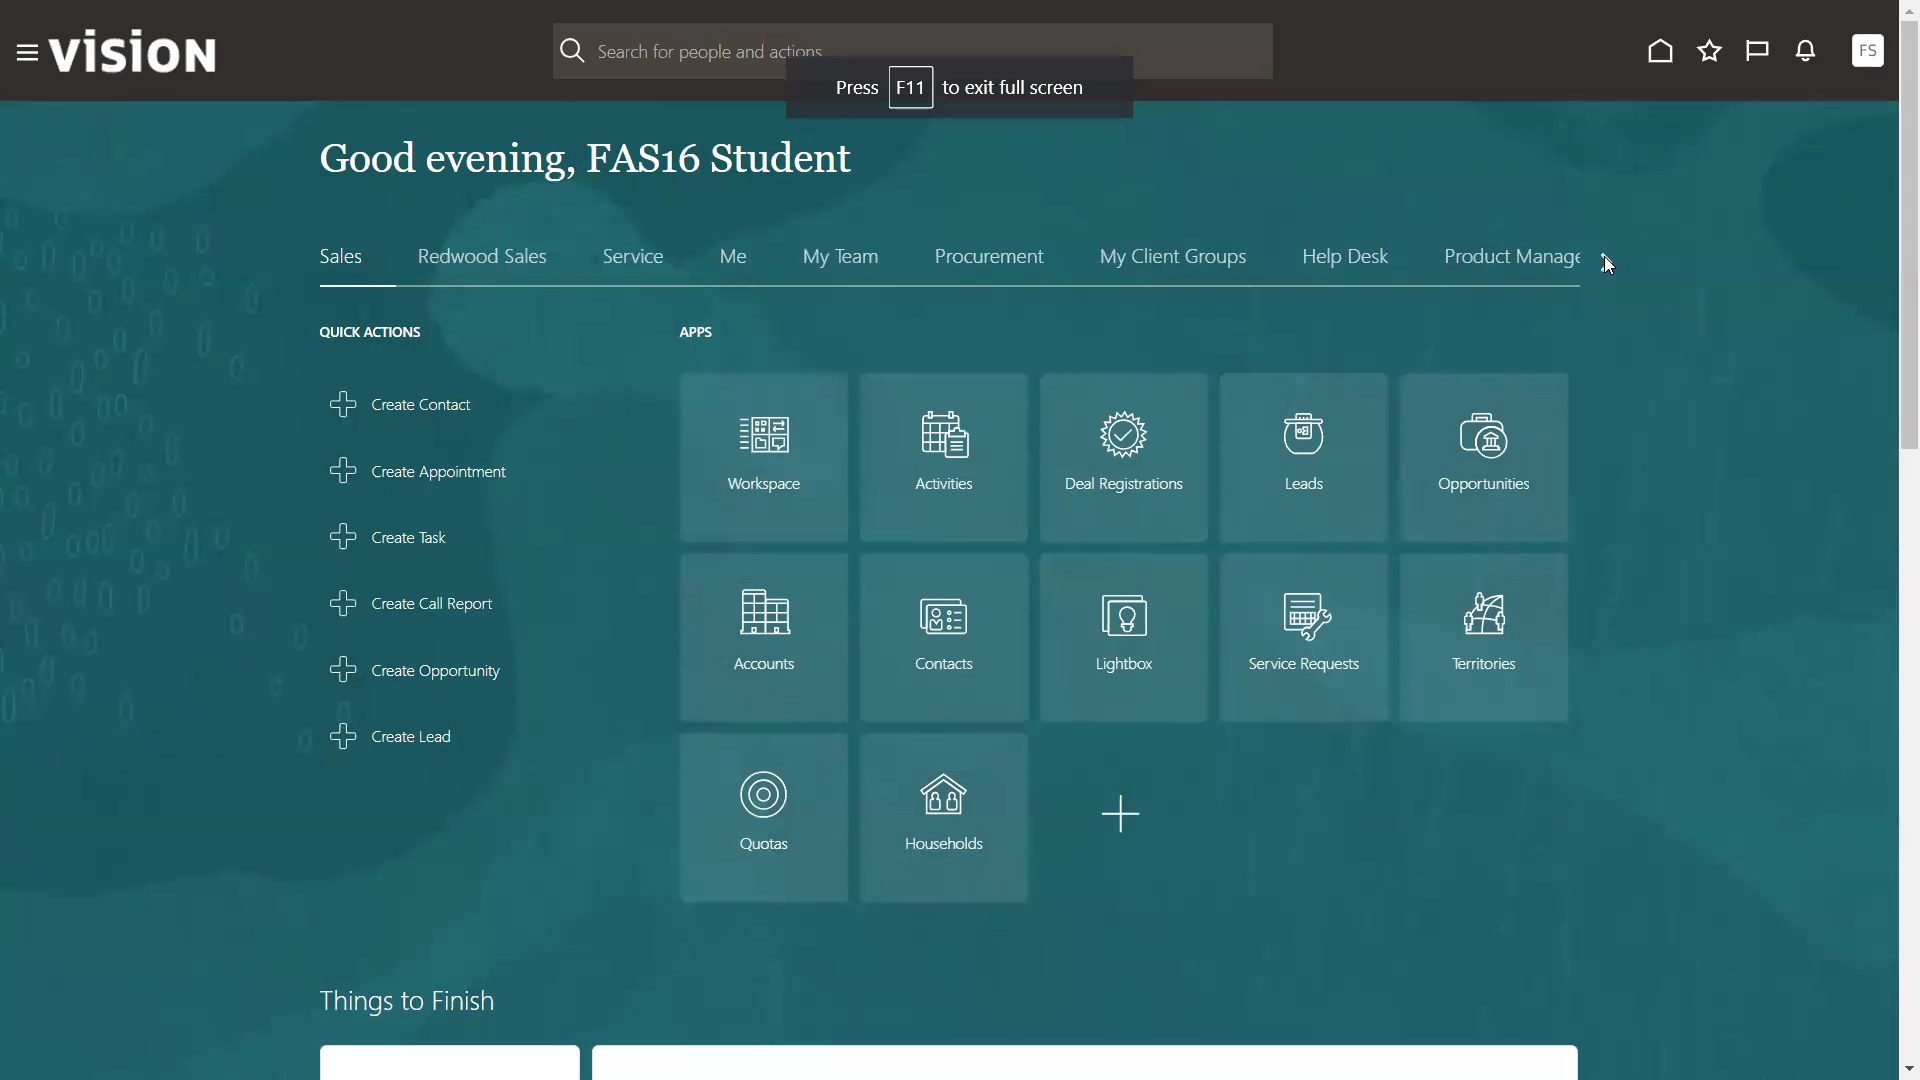 vision
Search for people and actions
FS
Press F11 to exit full screen
Good evening, FAS16 Student
Sales Redwood Sales Service Me My Team Procurement My Client Groups Help Desk Product Manage
QUICK ACTIONS
Create Contact
Create Appointment
Create Task
Create Call Report
Create Opportunity
Create Lead
APPS
Workspace Activities Deal Registrations Leads Opportunities
Accounts Contacts Lightbox Service Requests Territories
Quotas Households
Things to Finish